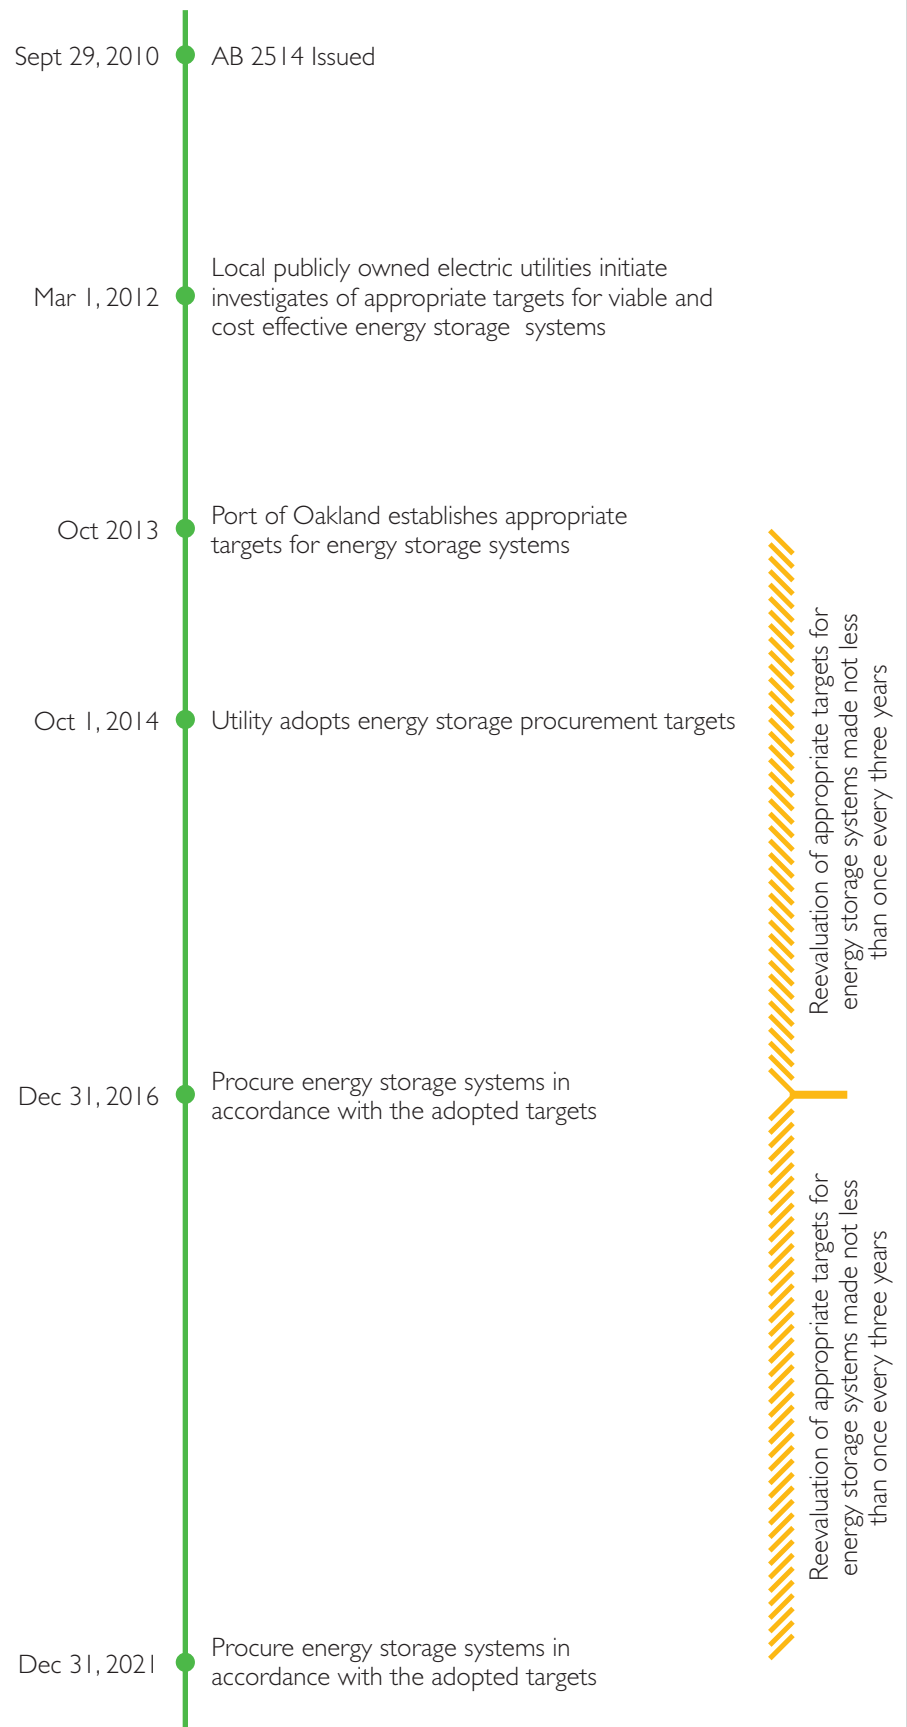 Sept 29, 2010
AB 2514 Issued
Mar 1, 2012
Local publicly owned electric utilities initiate
investigates of appropriate targets for viable and
cost effective energy storage  systems
Oct 2013
Port of Oakland establishes appropriate
targets for energy storage systems
Oct 1, 2014
Utility adopts energy storage procurement targets
Reevaluation of appropriate targets for
energy storage systems made not less
than once every three years
Dec 31, 2016
Procure energy storage systems in
accordance with the adopted targets
Reevaluation of appropriate targets for
energy storage systems made not less
than once every three years
Dec 31, 2021
Procure energy storage systems in
accordance with the adopted targets